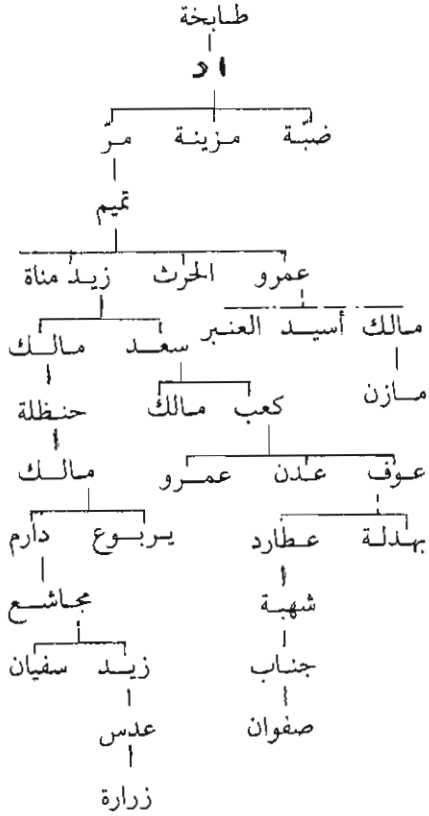 طابخة
اد
ضبّة مزينة مرّ
تميم
عمرو الحرث زيد مناة
مالك أسيد العنبر
سعد مالك
مازن
كعب مالك
حنظلة
عوف عدن عمرو
مالك
بهدلة عطارد
يربوع دارم
شهبة
مجاشع
جناب
زيد سفيان
صفوان
عدس
زرارة